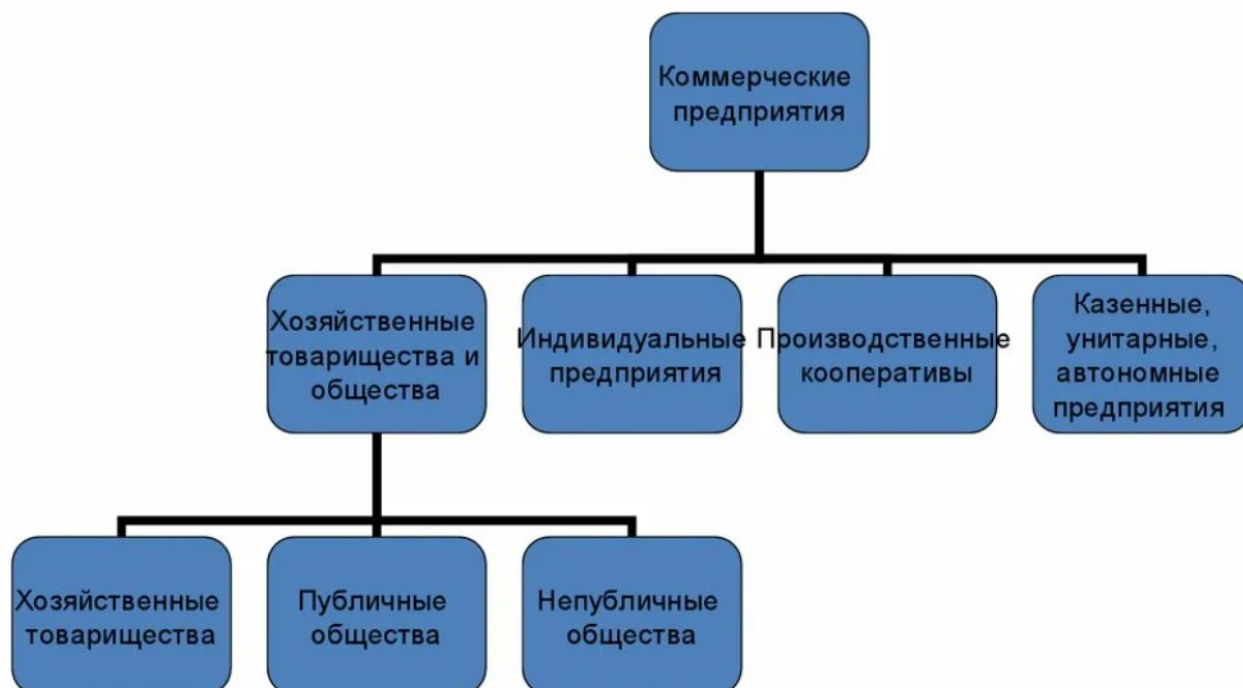 Коммерческие
предприятия
Хозяйственные
товарищества и
общества
Индивидуальные
предприятия
Производственные
кооперативы
Казенные,
унитарные,
автономные
предприятия
Хозяйственные
товарищества
Публичные
общества
Непубличные
общества